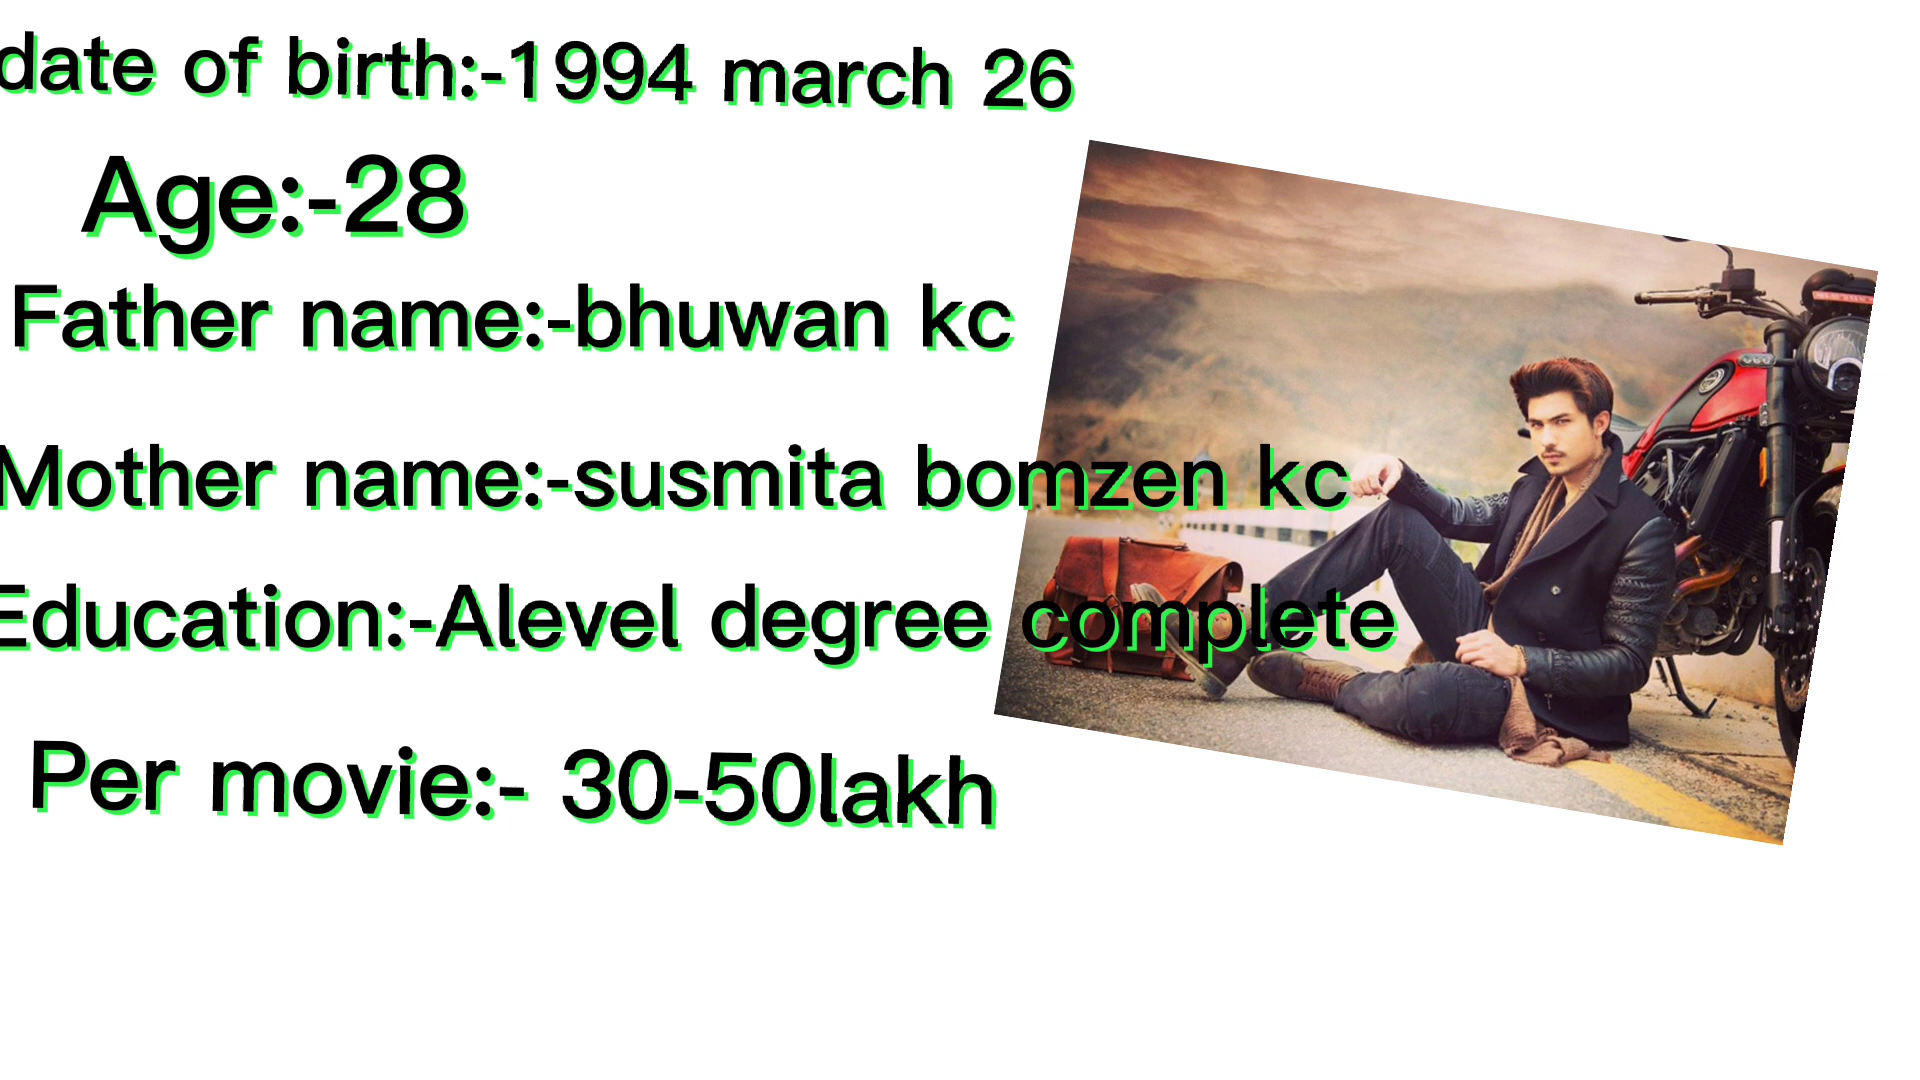 date of birth:-1994 march 26
Age:-28
Father name:-bhuwan kc
Mother name:-susmita bomzen kc
Education:-Alevel degree complete
Per movie:- 30-50lakh